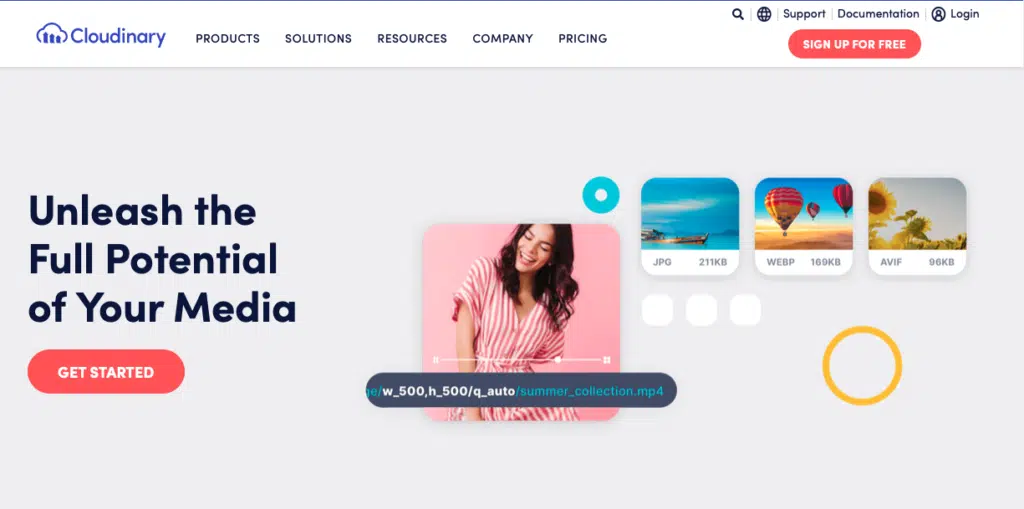 Support
Documentation
Login
Cloudinary
PRODUCTS
SOLUTIONS
RESOURCES
COMPANY
PRICING
SIGN UP FOR FREE
Unleash the
Full Potential
of Your Media
GET STARTED
ge/w_500,h_500/q_auto/summer_collection.mp4
JPG 211KB
WEBP 169KB
AVIF 96KB